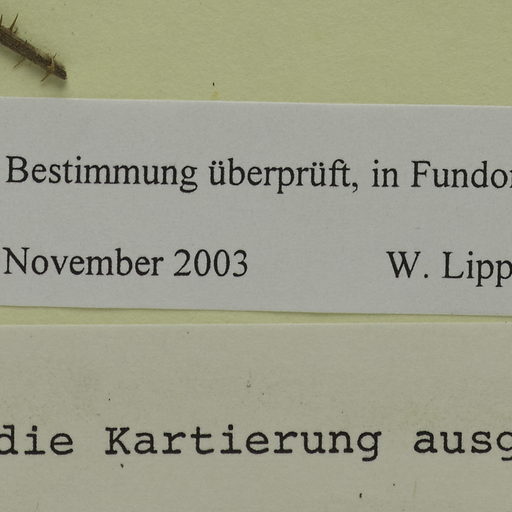 Bestimmung überprüft, in Fundor
November 2003 W. Lipp
die Kartierung ausg